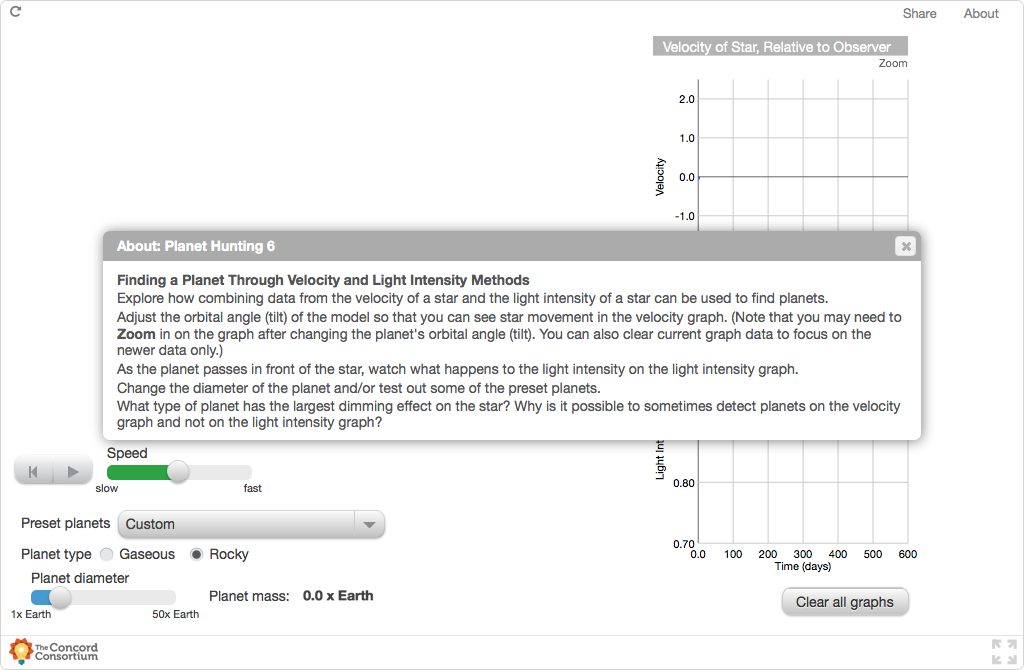 Share About
Velocity of Star, Relative to Observer
Zoom
2.0
1.0
0.0
-1.0
Velocity
About: Planet Hunting 6
Finding a Planet Through Velocity and Light Intensity Methods
Explore how combining data from the velocity of a star and the light intensity of a star can be used to find planets.
Adjust the orbital angle (tilt) of the model so that you can see star movement in the velocity graph. (Note that you may need to
Zoom in on the graph after changing the planet's orbital angle (tilt). You can also clear current graph data to focus on the
newer data only.)
As the planet passes in front of the star, watch what happens to the light intensity on the light intensity graph.
Change the diameter of the planet and/or test out some of the preset planets.
What type of planet has the largest dimming effect on the star? Why is it possible to sometimes detect planets on the velocity
graph and not on the light intensity graph?
Speed
slow fast
Light Int
0.80
0.70
0.0 100 200 300 400 500 600
Time (days)
Preset planets Custom
Planet type Gaseous Rocky
Planet diameter
1x Earth 50x Earth
Planet mass: 0.0 x Earth
Clear all graphs
The Concord
Consortium